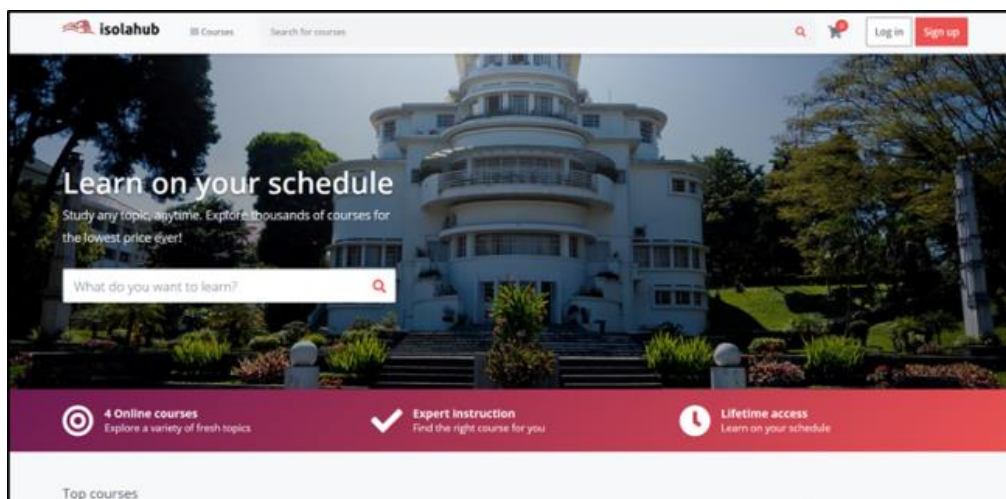 isolahub
Courses
Search for courses
0
Log in
Sign up
Learn on your schedule
Study any topic, anytime. Explore thousands of courses for
the lowest price ever!
What do you want to learn?
4 Online courses
Explore a variety of fresh topics
Expert instruction
Find the right course for you
Lifetime access
Learn on your schedule
Top courses